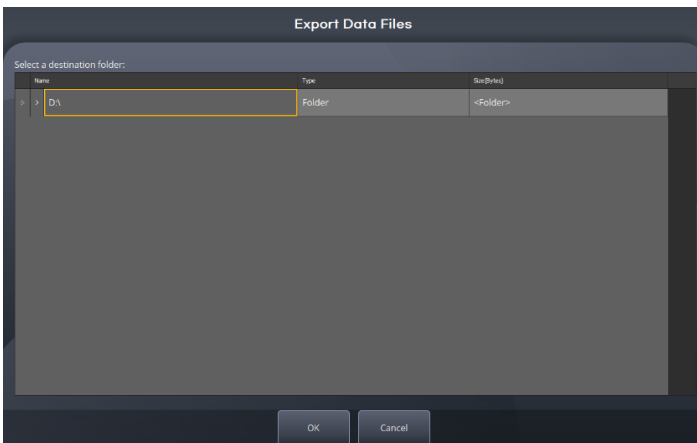 Export Data Files
Select a destination folder:
Name Type Size[Bytes]
D:\ Folder <Folder>
OK Cancel